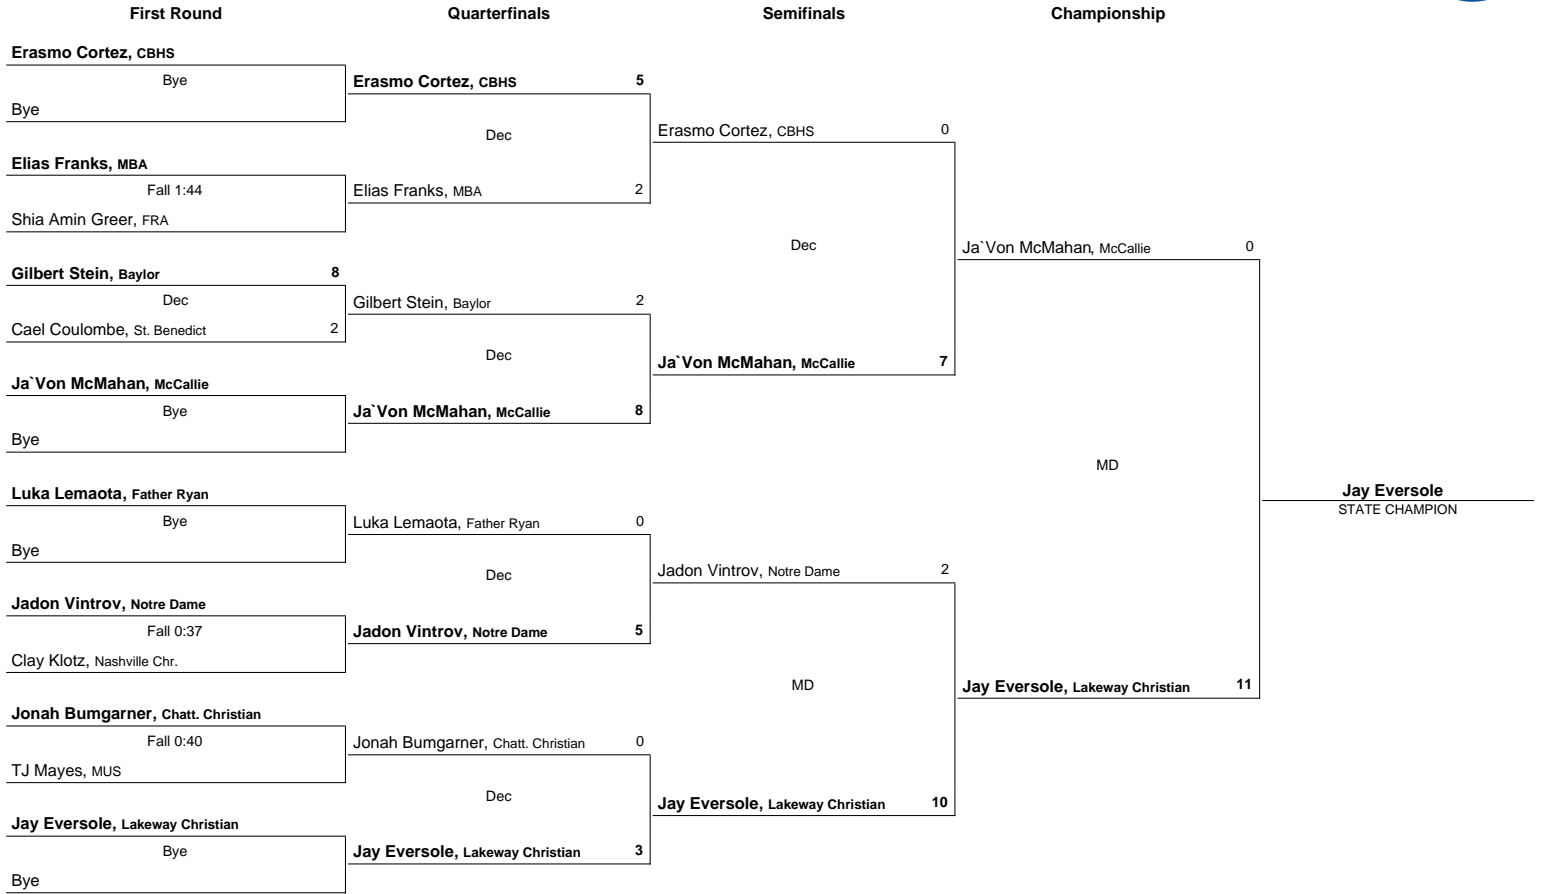 First Round Quarterfinals Semifinals Championship
Erasmo Cortez, CBHS
Bye
Bye
Elias Franks, MBA
Fall 1:44
Shia Amin Greer, FRA
Gilbert Stein, Baylor 8
Dec
Cael Coulombe, St. Benedict 2
Ja`Von McMahan, McCallie
Bye
Bye
Luka Lemaota, Father Ryan
Bye
Bye
Jadon Vintrov, Notre Dame
Fall 0:37
Clay Klotz, Nashville Chr.
Jonah Bumgarner, Chatt. Christian
Fall 0:40
TJ Mayes, MUS
Jay Eversole, Lakeway Christian
Bye
Bye
Erasmo Cortez, CBHS 5
Dec
Elias Franks, MBA 2
Gilbert Stein, Baylor 2
Dec
Ja`Von McMahan, McCallie 8
Luka Lemaota, Father Ryan 0
Dec
Jadon Vintrov, Notre Dame 5
Jonah Bumgarner, Chatt. Christian 0
Dec
Jay Eversole, Lakeway Christian 3
Erasmo Cortez, CBHS 0
Dec
Ja`Von McMahan, McCallie 7
Jadon Vintrov, Notre Dame 2
MD
Jay Eversole, Lakeway Christian 10
Ja`Von McMahan, McCallie 0
MD
Jay Eversole, Lakeway Christian 11
Jay Eversole
STATE CHAMPION